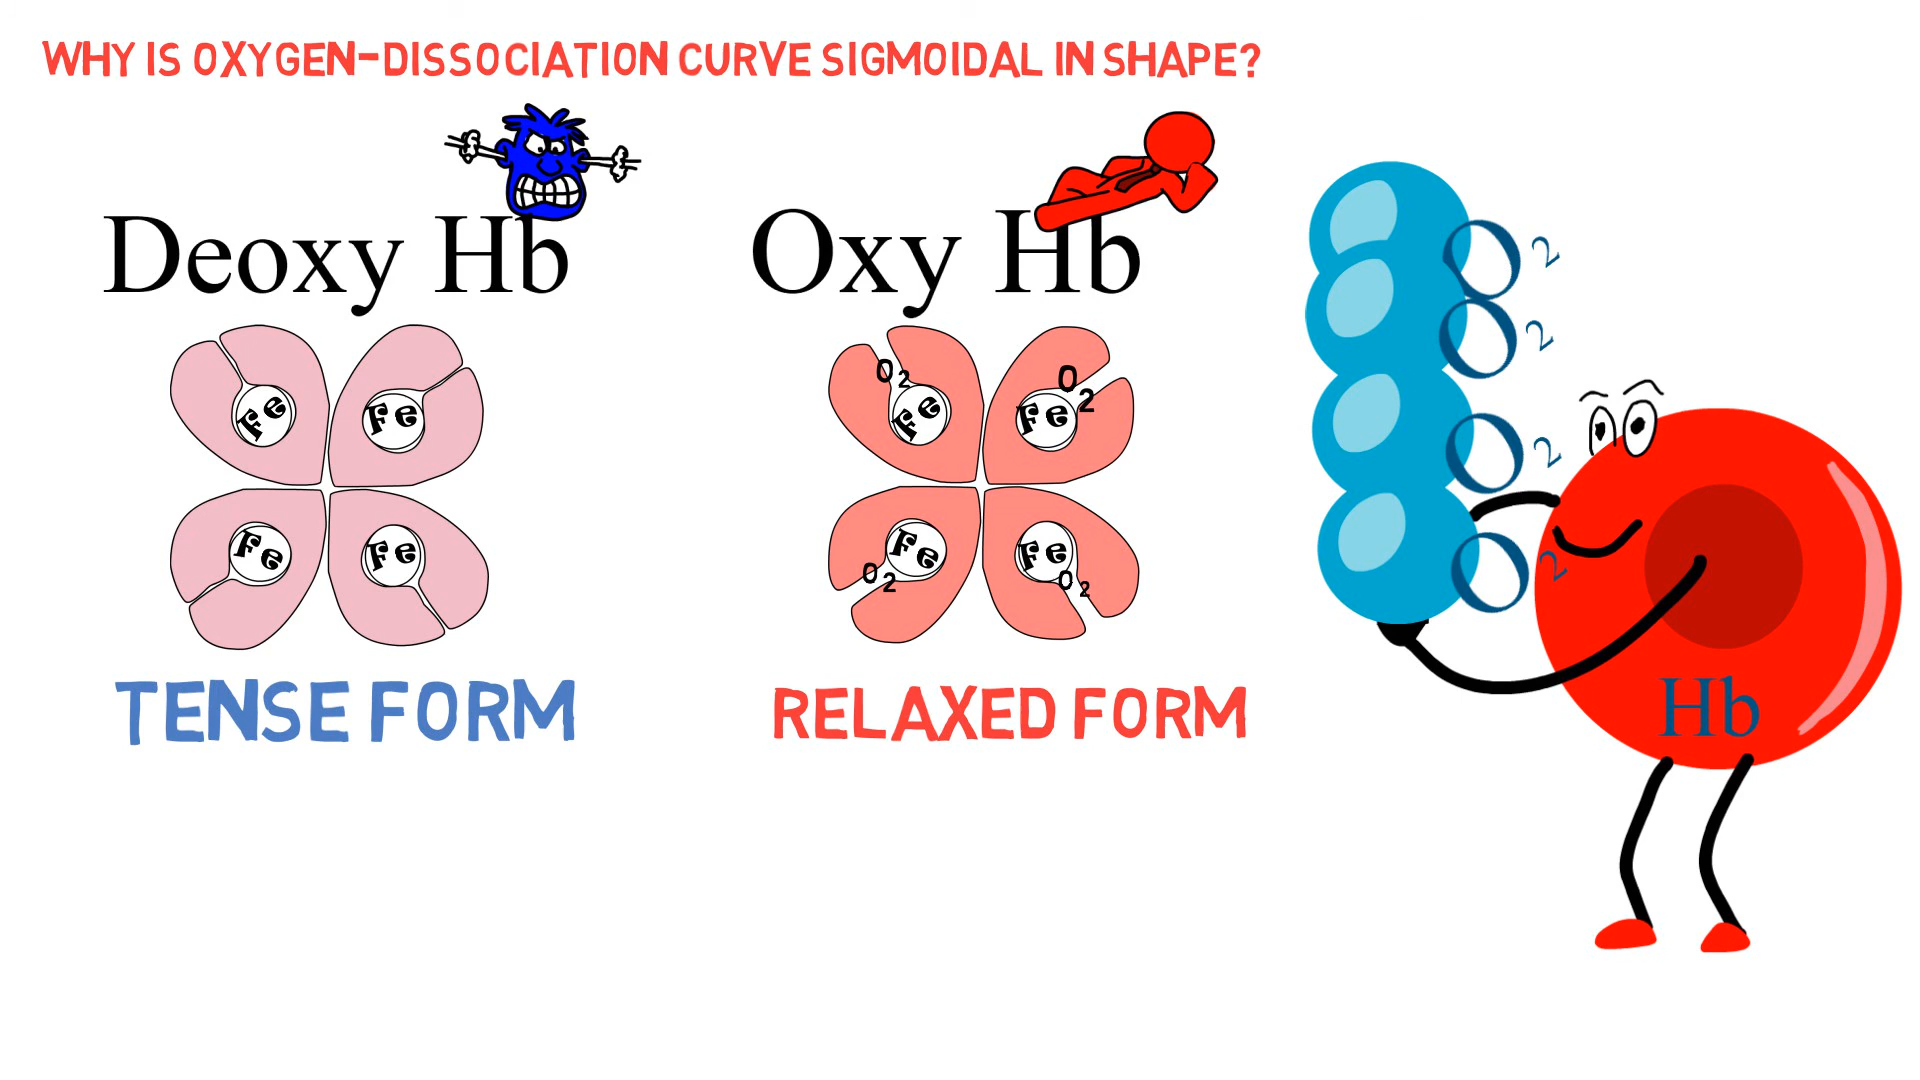 WHY IS OXYGEN-DISSOCIATION CURVE SIGMOIDAL IN SHAPE?
Deoxy Hb
Oxy Hb
Fe
Fe
Fe
Fe
O2
Fe
O2
Fe
Fe
O2
Fe
O2
O2
O2
O2
O2
Hb
TENSE FORM
RELAXED FORM